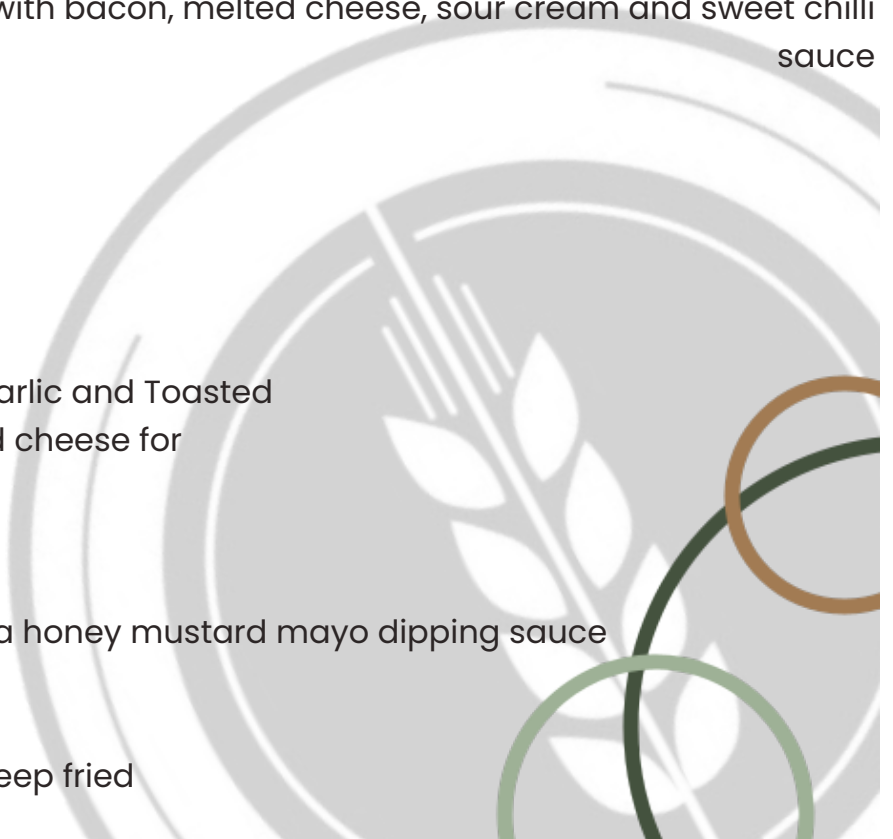 with bacon, melted cheese, sour cream and sweet chilli
sauce
arlic and Toasted
d cheese for
a honey mustard mayo dipping sauce
eep fried